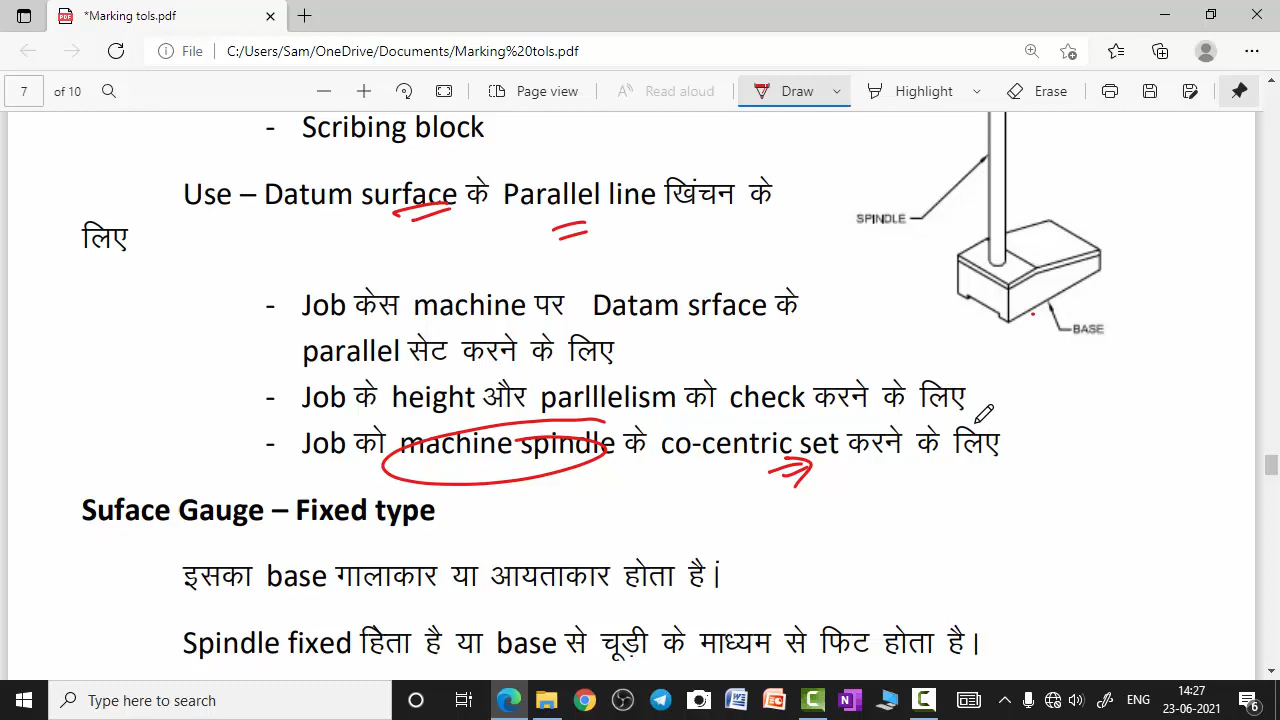 *Marking tols.pdf
File C:/Users/Sam/OneDrive/Documents/Marking%20tols.pdf
7 of 10 Page view Read aloud Draw Highlight Erase
- Scribing block
Use – Datum surface के Parallel line खिंचन के
लिए
SPINDLE
- Job केस machine पर Datam srface के
BASE
parallel सेट करने के लिए
- Job के height और parlllelism को check करने के लिए
- Job को machine spindle के co-centric set करने के लिए
Suface Gauge – Fixed type
इसका base गालाकार या आयताकार होता है।
Spindle fixed हिेता है या base से चूड़ी के माध्यम से फिट होता है।
Type here to search ENG 14:27
23-06-2021 6